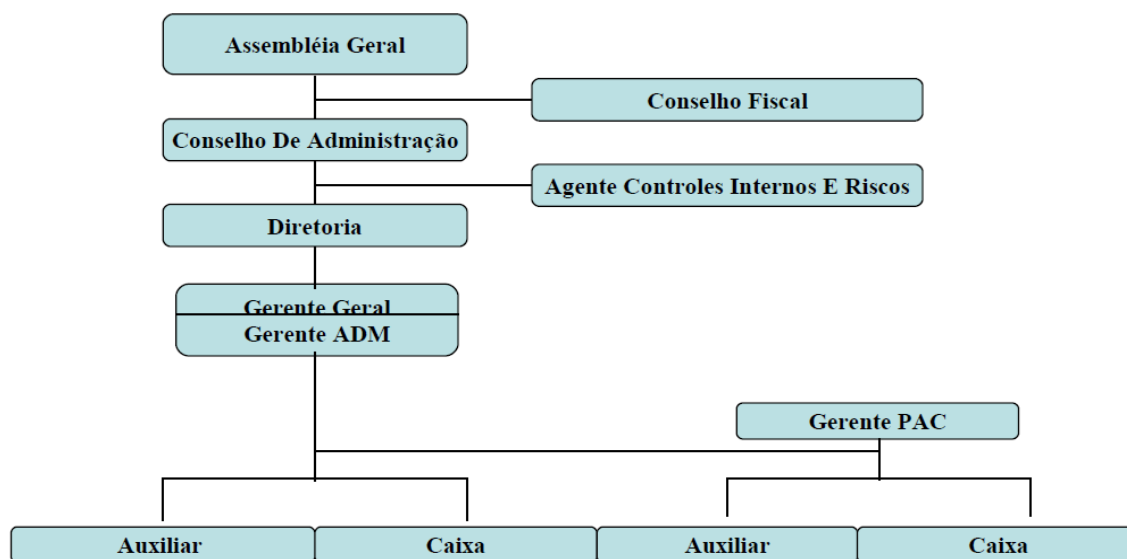 Assembléia Geral
Conselho Fiscal
Conselho De Administração
Agente Controles Internos E Riscos
Diretoria
Gerente Geral
Gerente ADM
Gerente PAC
Auxiliar
Caixa
Auxiliar
Caixa